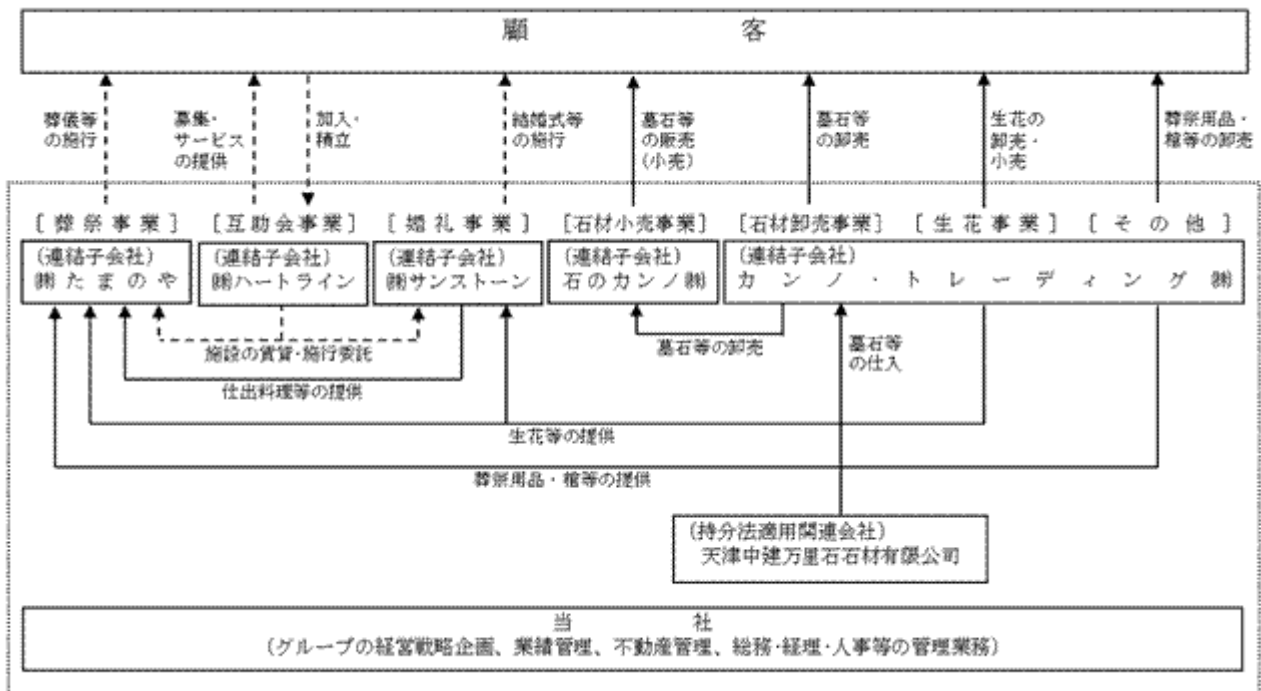 顧客
葬儀等
の施行
募集・
サービス
の提供
加入・
積立
結婚式等
の施行
墓石等
の販売
(小売)
墓石等
の卸売
生花の
卸売・
小売
葬祭用品・
棺等の卸売
[葬祭事業]
[互助会事業]
[婚礼事業]
[石材小売事業]
[石材卸売事業]
[生花事業]
[その他]
(連結子会社)
㈱たまのや
(連結子会社)
㈱ハートライン
(連結子会社)
㈱サンストーン
(連結子会社)
石のカンノ㈱
(連結子会社)
カンノ・トレーディング㈱
施設の賃貸・施行委託
墓石等の卸売
墓石等
の仕入
仕出料理等の提供
生花等の提供
葬祭用品・棺等の提供
(持分法適用関連会社)
天津中建万里石石材有限公司
当社
(グループの経営戦略企画、業績管理、不動産管理、総務・経理・人事等の管理業務)